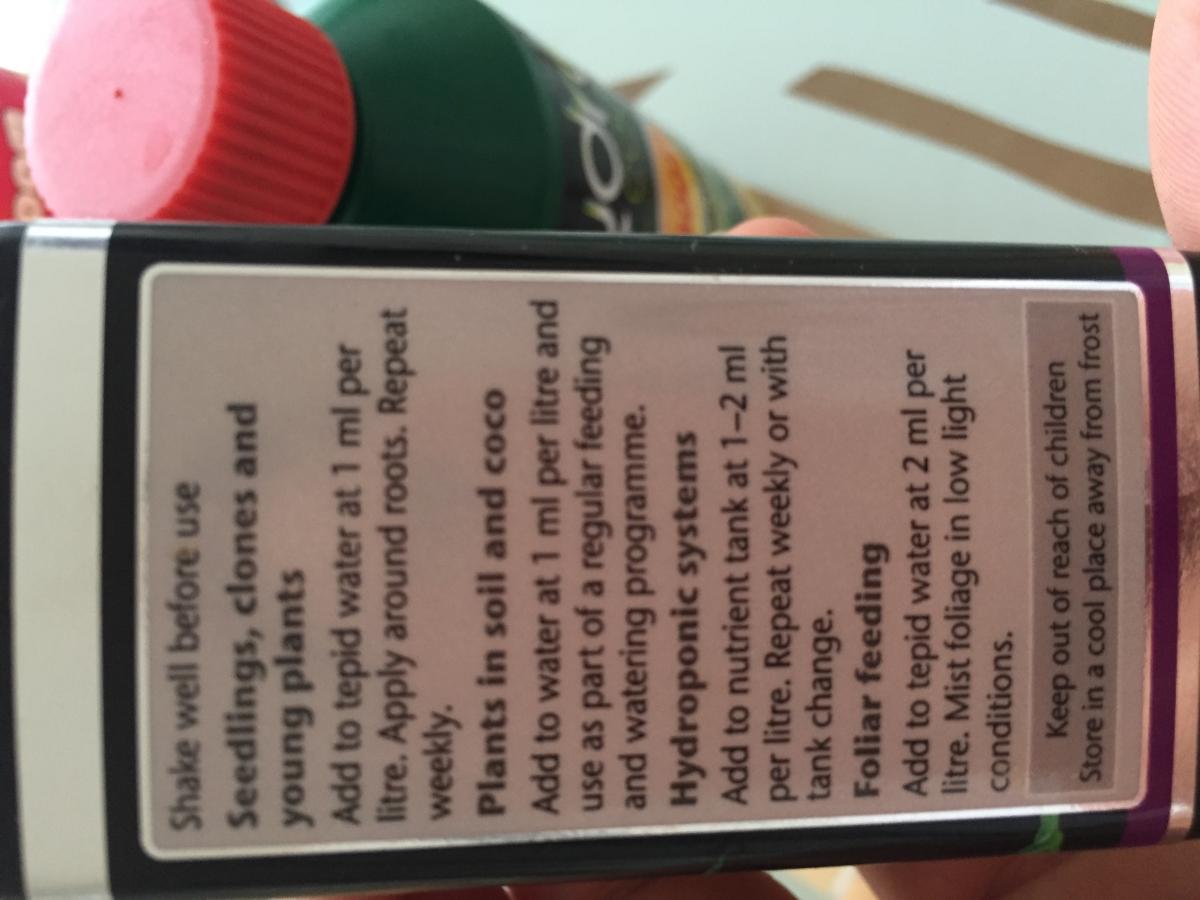 Shake well before use
Seedlings, clones and
young plants
Add to tepid water at 1 ml per
litre. Apply around roots. Repeat
weekly.
Plants in soil and coco
Add to water at 1 ml per litre and
use as part of a regular feeding
and watering programme.
Hydroponic systems
Add to nutrient tank at 1–2 ml
per litre. Repeat weekly or with
tank change.
Foliar feeding
Add to tepid water at 2 ml per
litre. Mist foliage in low light
conditions.
Keep out of reach of children
Store in a cool place away from frost